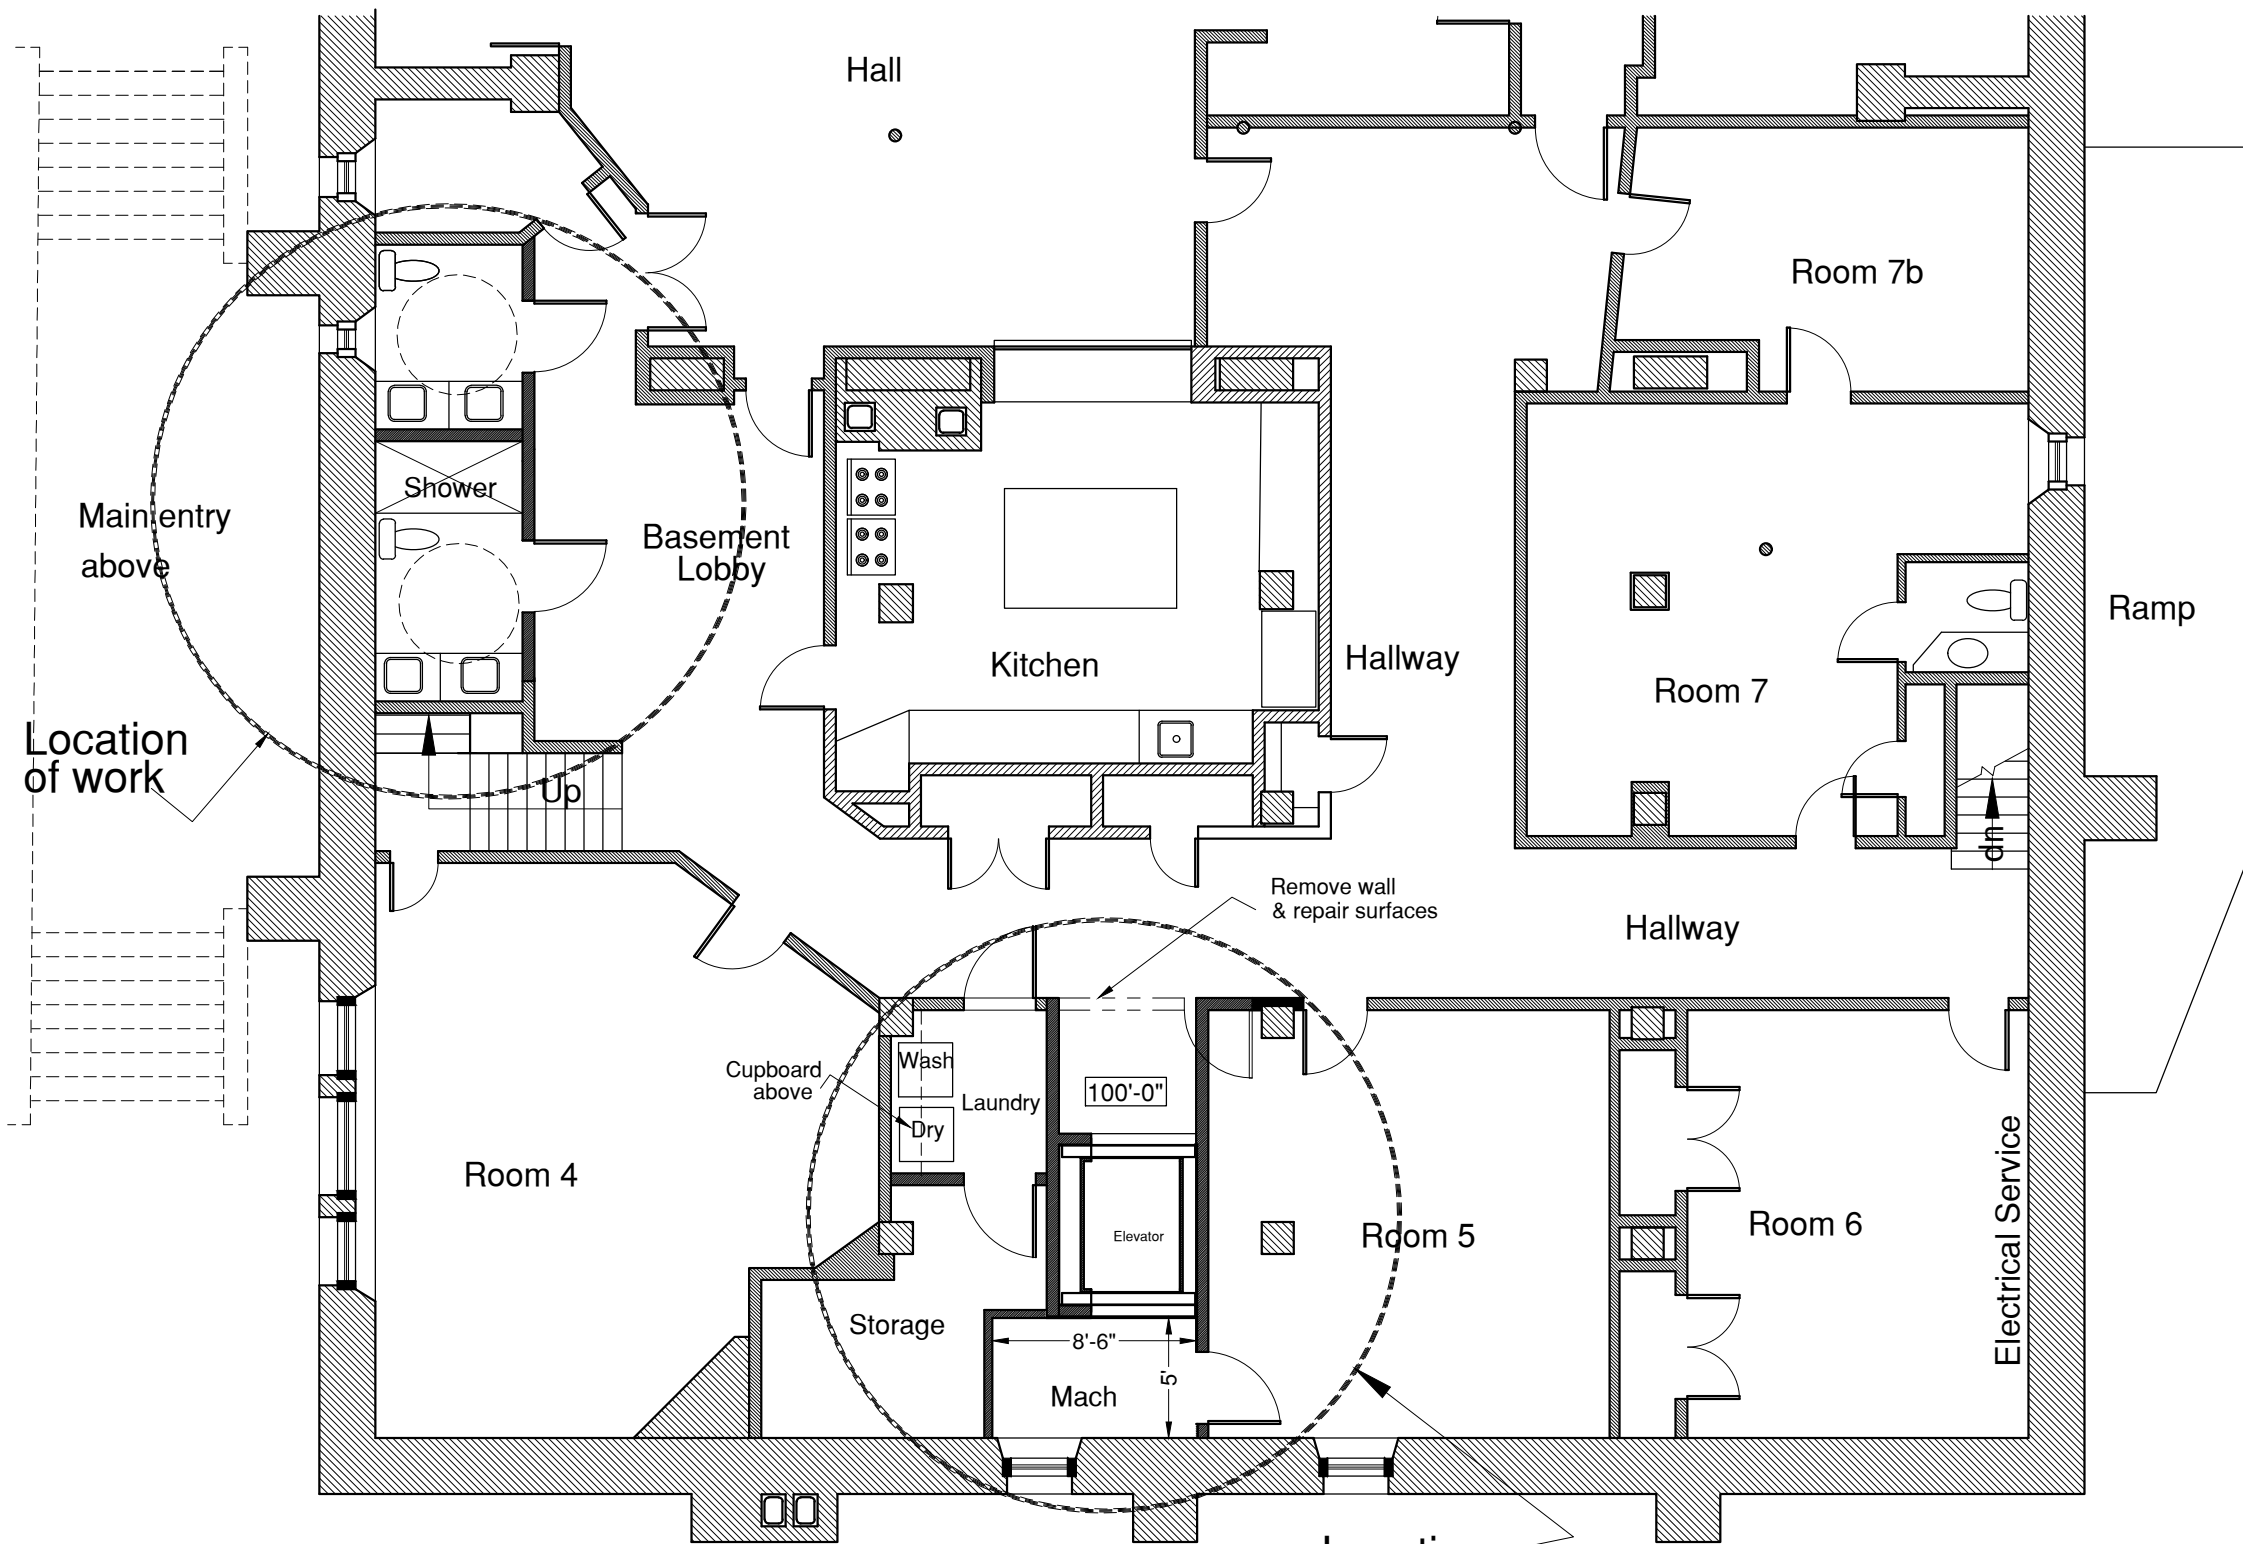 Hall
Room 7b
Shower
Main entry
above
Basement
Lobby
Kitchen
Hallway
Room 7
Ramp
Location
of work
Up
up
Remove wall
& repair surfaces
Hallway
Wash
Cupboard
above
Laundry
100'-0"
Dry
Room 4
Elevator
Room 5
Room 6
Electrical Service
Storage
8'-6"
5'
Mach